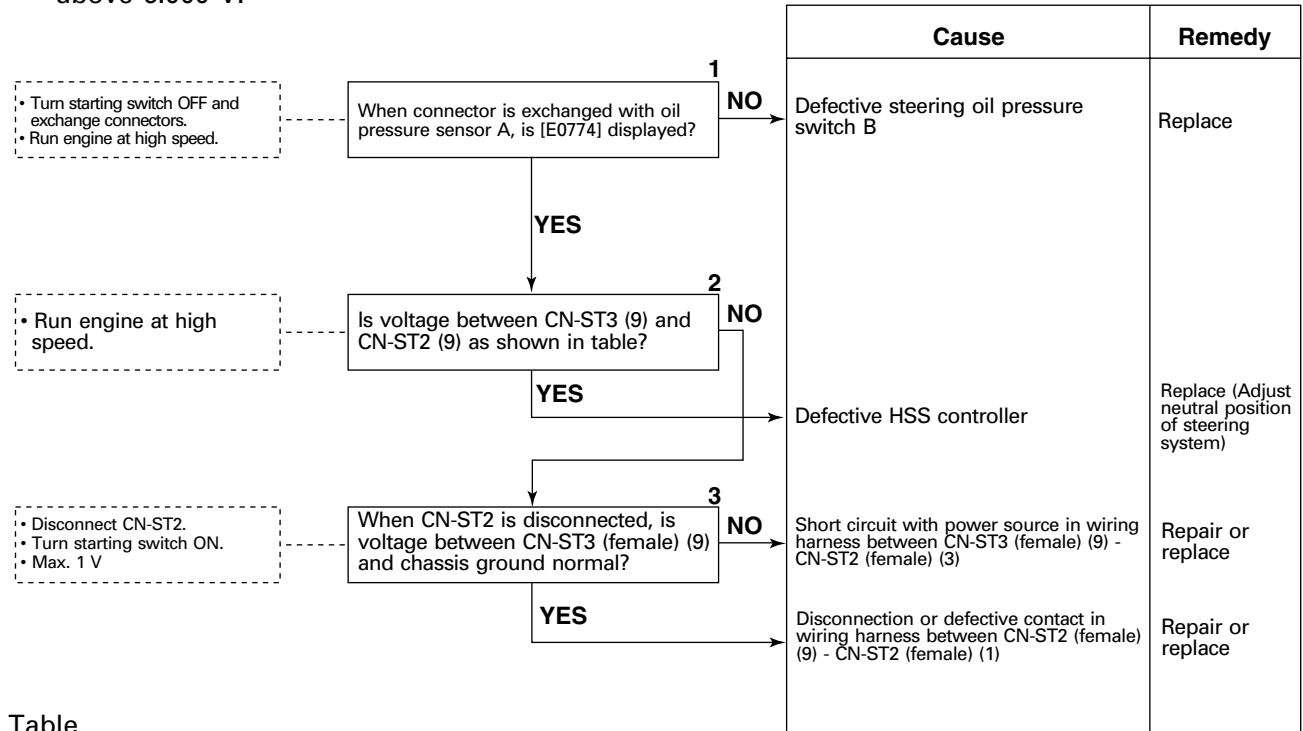 above 5.000 V.
Cause
Remedy
1
• Turn starting switch OFF and
exchange connectors.
• Run engine at high speed.
When connector is exchanged with oil
pressure sensor A, is [E0774] displayed?
NO
Defective steering oil pressure
switch B
Replace
YES
2
• Run engine at high
speed.
Is voltage between CN-ST3 (9) and
CN-ST2 (9) as shown in table?
NO
YES
Defective HSS controller
Replace (Adjust
neutral position
of steering
system)
3
• Disconnect CN-ST2.
• Turn starting switch ON.
• Max. 1 V
When CN-ST2 is disconnected, is
voltage between CN-ST3 (female) (9)
and chassis ground normal?
NO
Short circuit with power source in wiring
harness between CN-ST3 (female) (9) -
CN-ST2 (female) (3)
Repair or
replace
YES
Disconnection or defective contact in
wiring harness between CN-ST2 (female)
(9) - CN-ST2 (female) (1)
Repair or
replace
Table